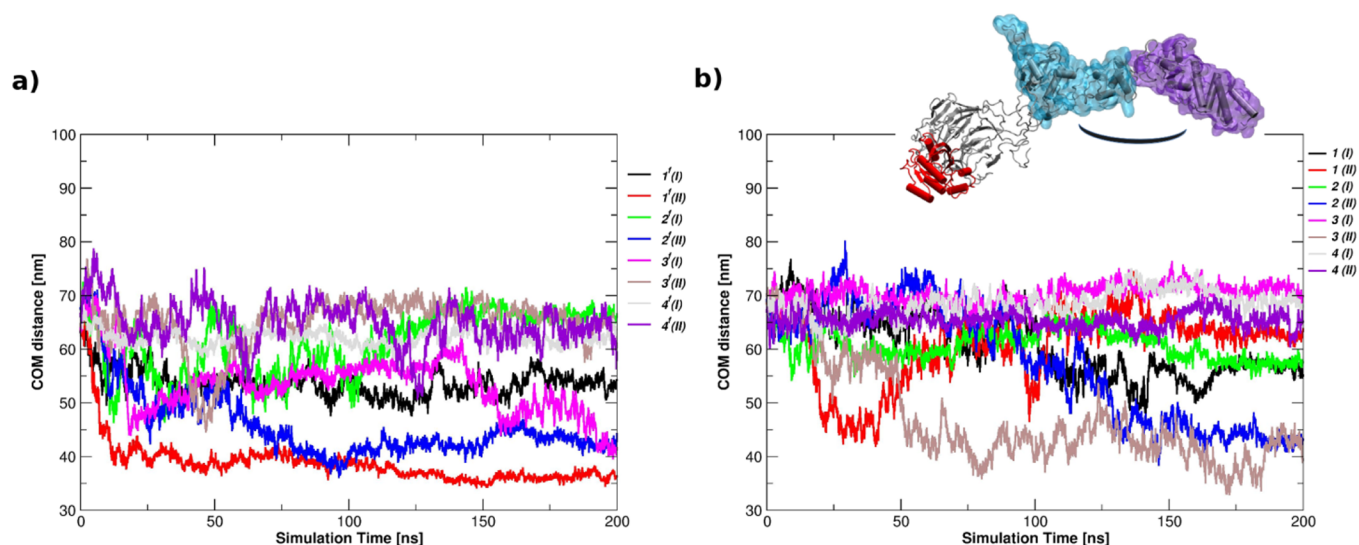 a)
COM distance [nm]
100
90
80
70
60
50
40
30
0
50
100
150
200
Simulation Time [ns]
1'(I)
1'(II)
2'(I)
2'(II)
3'(I)
3'(II)
4'(I)
4'(II)
b)
COM distance [nm]
100
90
80
70
60
50
40
30
0
50
100
150
200
Simulation Time [ns]
1 (I)
1 (II)
2 (I)
2 (II)
3 (I)
3 (II)
4 (I)
4 (II)